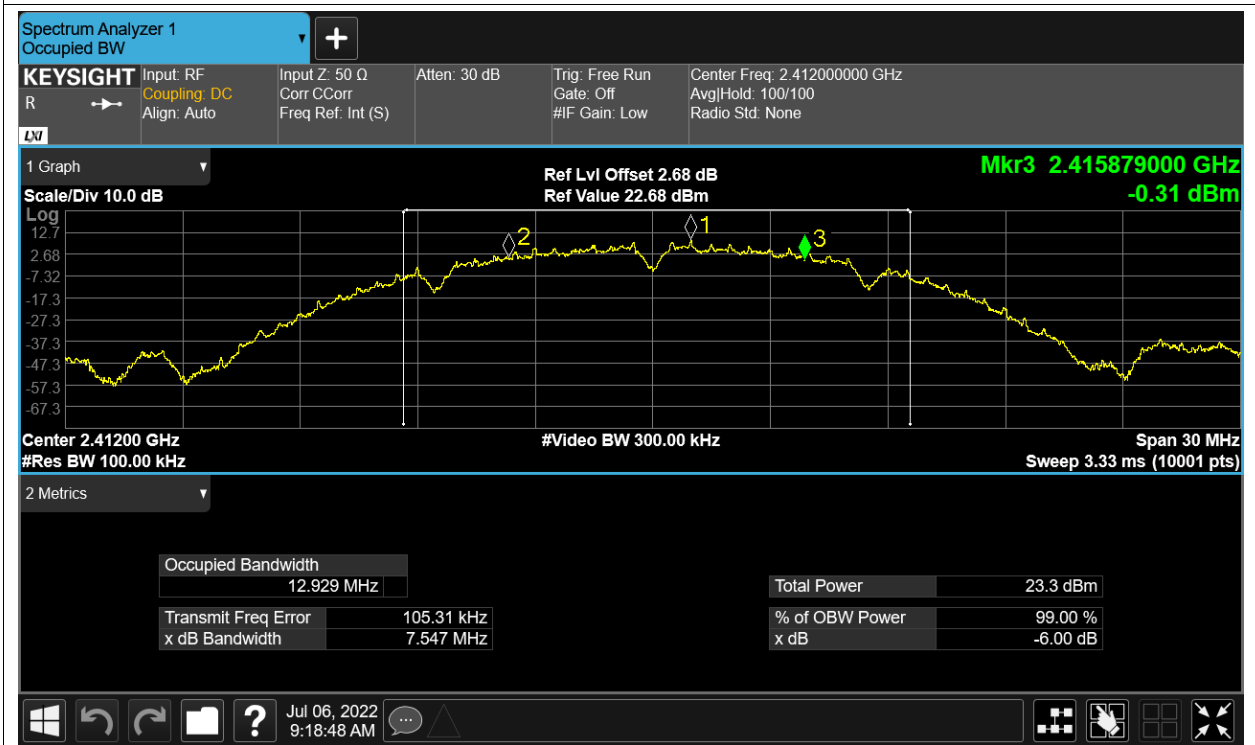 Spectrum Analyzer 1
Occupied BW
KEYSIGHT
R
LXI
Input: RF
Coupling: DC
Align: Auto
Input Z: 50 Ω
Corr CCorr
Freq Ref: Int (S)
Atten: 30 dB
Trig: Free Run
Gate: Off
#IF Gain: Low
Center Freq: 2.412000000 GHz
Avg|Hold: 100/100
Radio Std: None
1 Graph
Scale/Div 10.0 dB
Ref Lvl Offset 2.68 dB
Ref Value 22.68 dBm
Mkr3 2.415879000 GHz
-0.31 dBm
Log
12.7
2.68
-7.32
-17.3
-27.3
-37.3
-47.3
-57.3
-67.3
2
1
3
Center 2.41200 GHz
#Res BW 100.00 kHz
#Video BW 300.00 kHz
Span 30 MHz
Sweep 3.33 ms (10001 pts)
2 Metrics
Occupied Bandwidth
12.929 MHz
Transmit Freq Error 105.31 kHz
x dB Bandwidth 7.547 MHz
Total Power 23.3 dBm
% of OBW Power 99.00 %
x dB -6.00 dB
?
Jul 06, 2022
9:18:48 AM